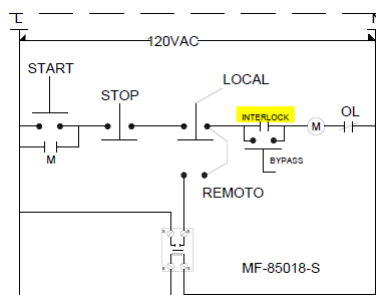 L N
120VAC
START
LOCAL
STOP
INTERLOCK
OL
M
M
BYPASS
REMOTO
MF-85018-S